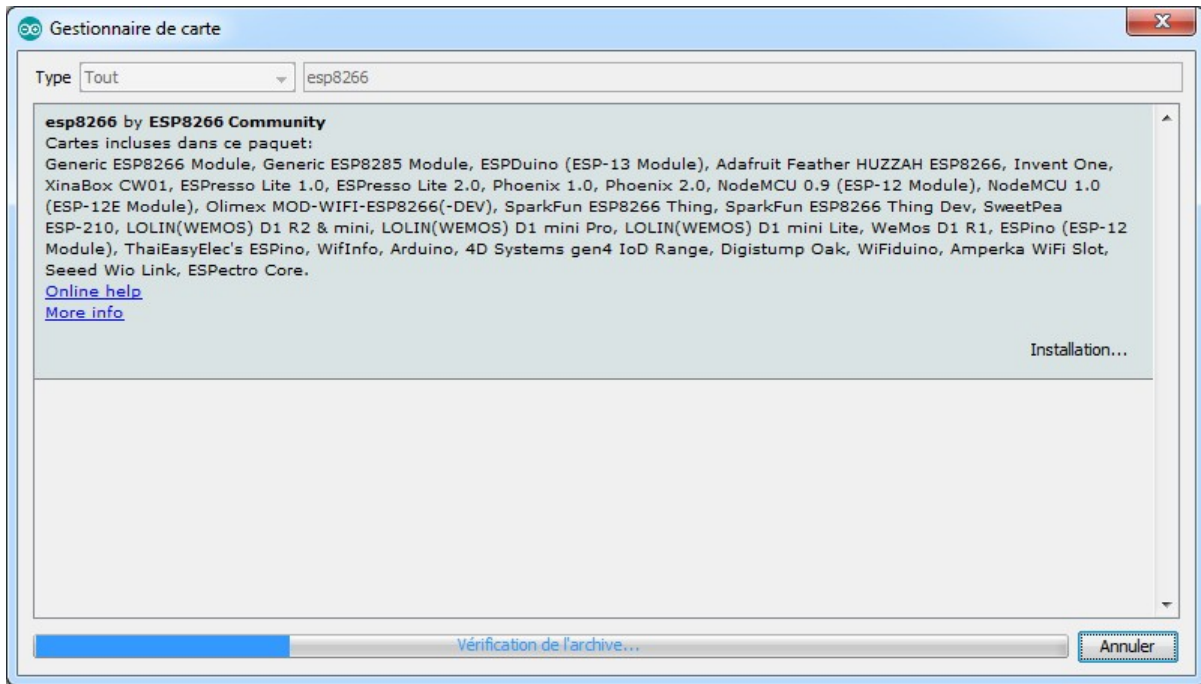 Gestionnaire de carte
Type Tout esp8266
esp8266 by ESP8266 Community
Cartes incluses dans ce paquet:
Generic ESP8266 Module, Generic ESP8285 Module, ESPDuino (ESP-13 Module), Adafruit Feather HUZZAH ESP8266, Invent One,
XinaBox CW01, ESPresso Lite 1.0, ESPresso Lite 2.0, Phoenix 1.0, Phoenix 2.0, NodeMCU 0.9 (ESP-12 Module), NodeMCU 1.0
(ESP-12E Module), Olimex MOD-WIFI-ESP8266(-DEV), SparkFun ESP8266 Thing, SparkFun ESP8266 Thing Dev, SweetPea
ESP-210, LOLIN(WEMOS) D1 R2 & mini, LOLIN(WEMOS) D1 mini Pro, LOLIN(WEMOS) D1 mini Lite, WeMos D1 R1, ESPino (ESP-12
Module), ThaiEasyElec's ESPino, WifInfo, Arduino, 4D Systems gen4 IoD Range, Digistump Oak, WiFiduino, Amperka WiFi Slot,
Seeed Wio Link, ESPectro Core.
Online help
More info
Installation...
Vérification de l'archive...
Annuler